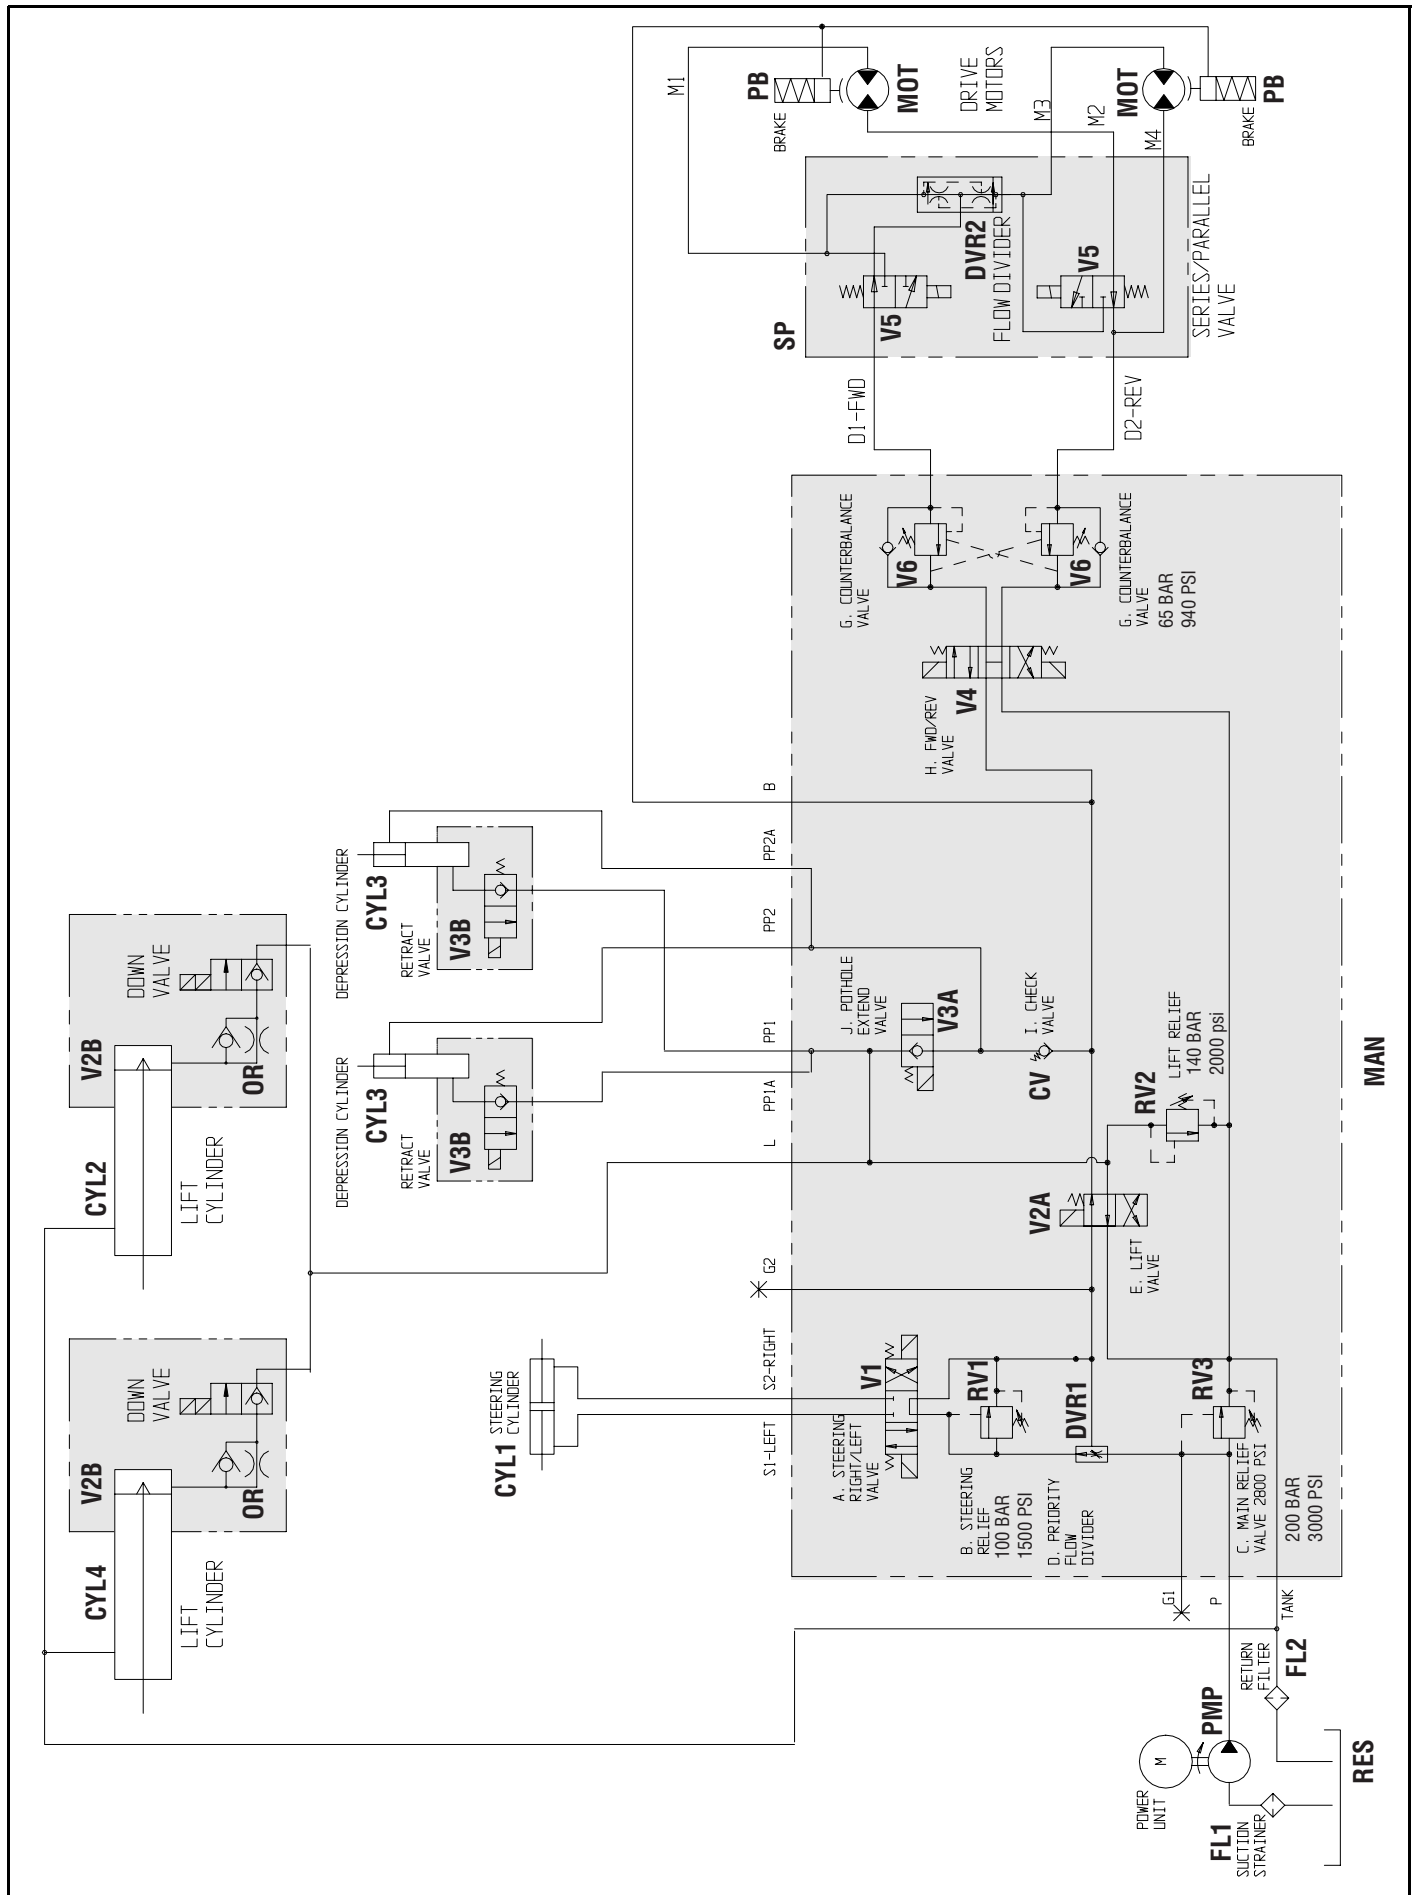 M1
PB
BRAKE
MOT
DRIVE
MOTORS
M3
M2
MOT
M4
PB
BRAKE
SP
V5
DVR2
FLOW DIVIDER
V5
SERIES/PARALLEL
VALVE
D1-FWD
D2-REV
G. COUNTERBALANCE
VALVE
V6
V6
G. COUNTERBALANCE
VALVE
65 BAR
940 PSI
H. FWD/REV
VALVE
V4
B
PP2A
PP2
PP1
PP1A
L
G2
S2-RIGHT
S1-LEFT
DEPRESSION CYLINDER
CYL3
RETRACT
VALVE
V3B
DEPRESSION CYLINDER
CYL3
RETRACT
VALVE
V3B
J. POTHOLE
EXTEND
VALVE
V3A
CV
I. CHECK
VALVE
RV2
LIFT RELIEF
140 BAR
2000 psi
MAN
V2A
E. LIFT
VALVE
V2B
DOWN
VALVE
OR
CYL2
LIFT
CYLINDER
V2B
DOWN
VALVE
OR
CYL4
LIFT
CYLINDER
CYL1
STEERING
CYLINDER
A. STEERING
RIGHT/LEFT
VALVE
V1
B. STEERING
RELIEF
100 BAR
1500 PSI
RV1
D. PRIORITY
FLOW
DIVIDER
DVR1
RV3
C. MAIN RELIEF
VALVE 2800 PSI
200 BAR
3000 PSI
G1
P
TANK
RETURN
FILTER
FL2
PMP
M
POWER
UNIT
FL1
SUCTION
STRAINER
RES